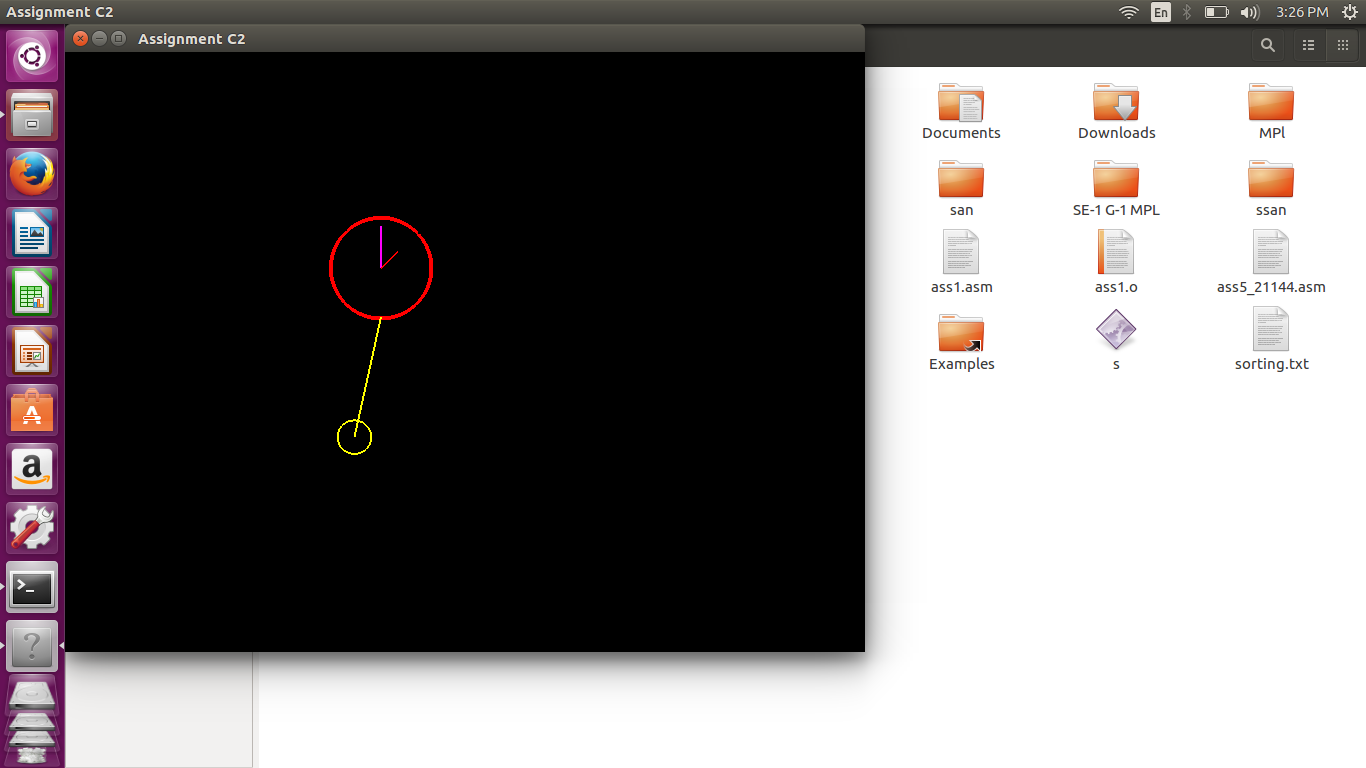 Assignment C2
En
3:26 PM
Assignment C2
Documents
Downloads
MPl
san
SE-1 G-1 MPL
ssan
ass1.asm
ass1.o
ass5_21144.asm
Examples
s
sorting.txt